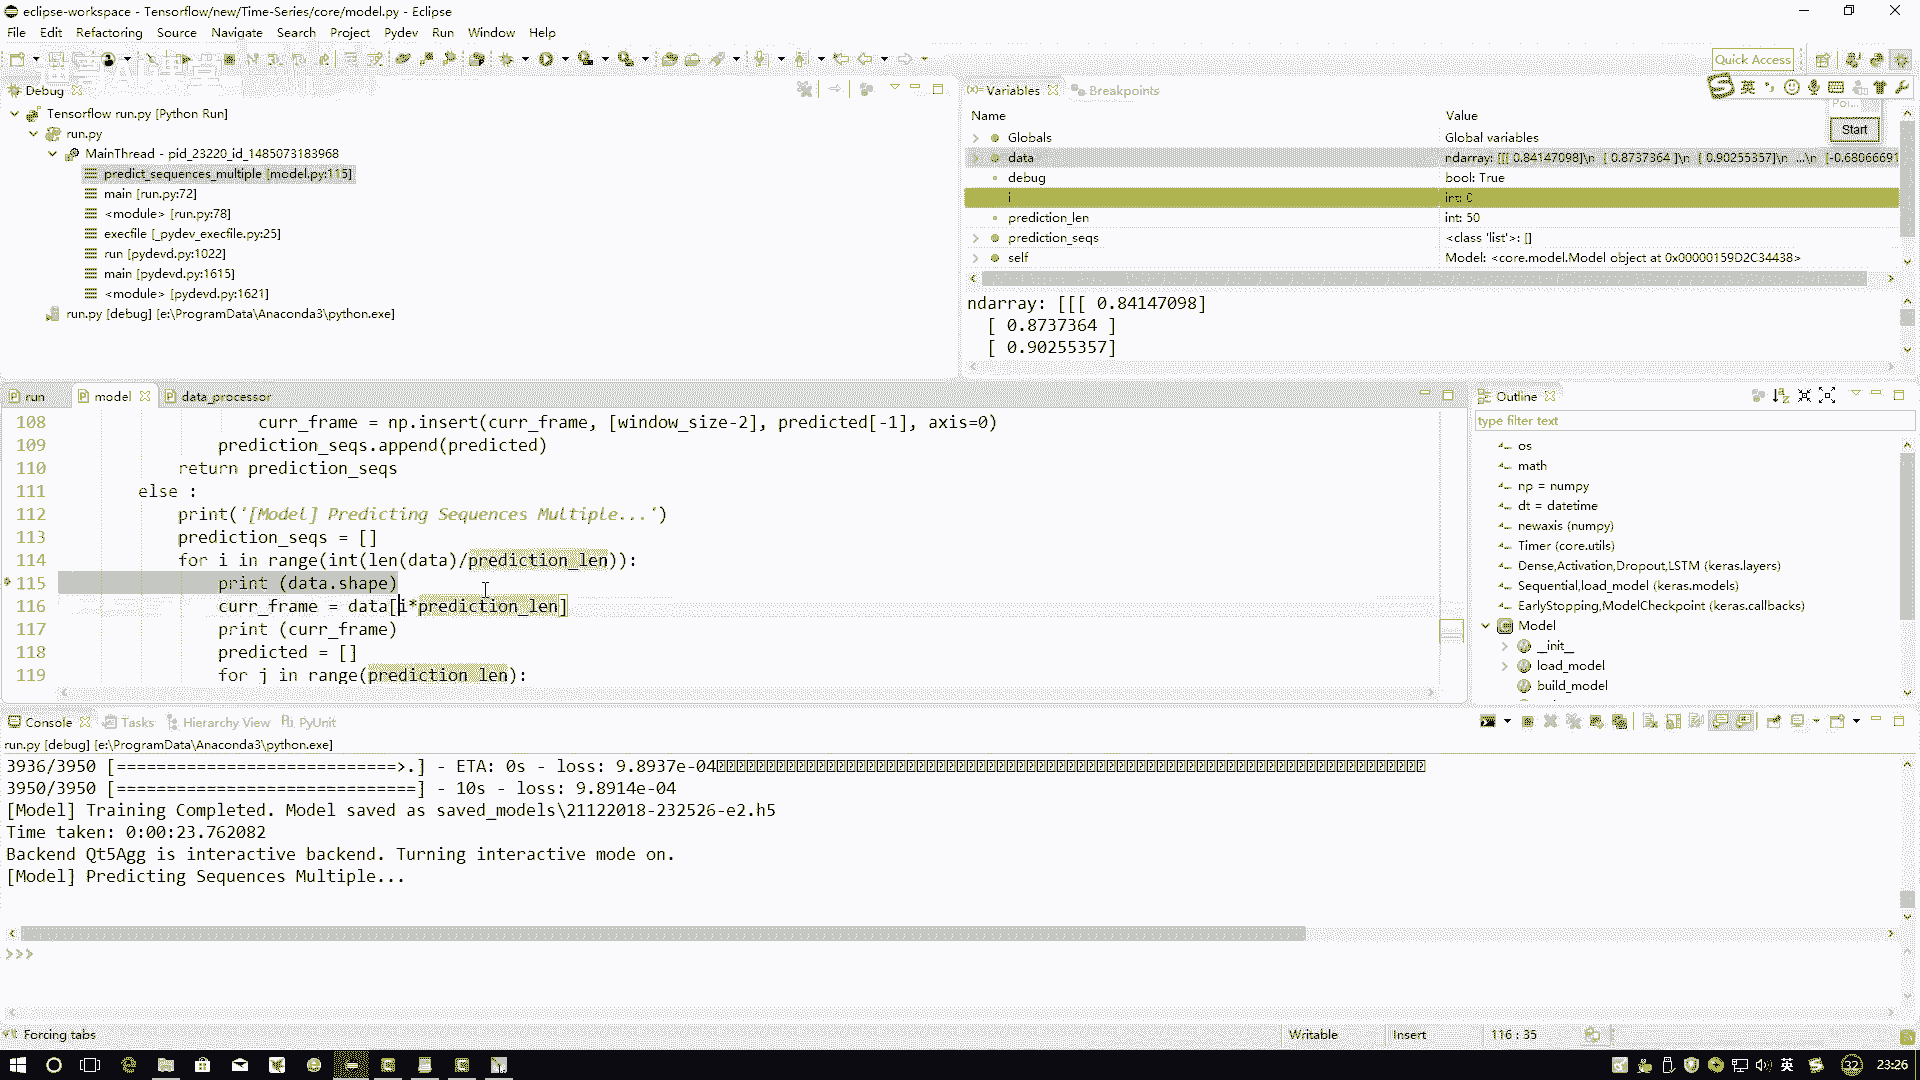 eclipse-workspace - Tensorflow/new/Time-Series/core/model.py - Eclipse
File Edit Refactoring Source Navigate Search Project Pydev Run Window Help
Quick Access
Debug
Tensorflow run.py [Python Run]
run.py
MainThread - pid_23220_id_1485073183968
predict_sequences_multiple [model.py:115]
main [run.py:72]
<module> [run.py:78]
execfile [_pydev_execfile.py:25]
run [pydevd.py:1022]
main [pydevd.py:1615]
<module> [pydevd.py:1621]
run.py [debug] [e:\ProgramData\Anaconda3\python.exe]
(x)= Variables Breakpoints
英
Start
Name Value
Globals Global variables
data ndarray: [[[ 0.84147098]\n [ 0.8737364 ]\n [ 0.90255357]\n ...\n [-0.68066691
debug bool: True
i int: 0
prediction_len int: 50
prediction_seqs <class 'list'>: []
self Model: <core.model.Model object at 0x00000159D2C34438>
ndarray: [[[ 0.84147098]
[ 0.8737364 ]
[ 0.90255357]
run model data_processor
108 curr_frame = np.insert(curr_frame, [window_size-2], predicted[-1], axis=0)
109 prediction_seqs.append(predicted)
110 return prediction_seqs
111 else :
112 print('[Model] Predicting Sequences Multiple...')
113 prediction_seqs = []
114 for i in range(int(len(data)/prediction_len)):
115 print (data.shape)
116 curr_frame = data[i*prediction_len]
117 print (curr_frame)
118 predicted = []
119 for j in range(prediction_len):
Outline
type filter text
os
math
np = numpy
dt = datetime
newaxis (numpy)
Timer (core.utils)
Dense,Activation,Dropout,LSTM (keras.layers)
Sequential,load_model (keras.models)
EarlyStopping,ModelCheckpoint (keras.callbacks)
Model
__init__
load_model
build_model
Console Tasks Hierarchy View PyUnit
run.py [debug] [e:\ProgramData\Anaconda3\python.exe]
3936/3950 [============================>.] - ETA: 0s - loss: 9.8937e-04
3950/3950 [==============================] - 10s - loss: 9.8914e-04
[Model] Training Completed. Model saved as saved_models\21122018-232526-e2.h5
Time taken: 0:00:23.762082
Backend Qt5Agg is interactive backend. Turning interactive mode on.
[Model] Predicting Sequences Multiple...
>>>
Forcing tabs Writable Insert 116 : 35
英 32 23:26